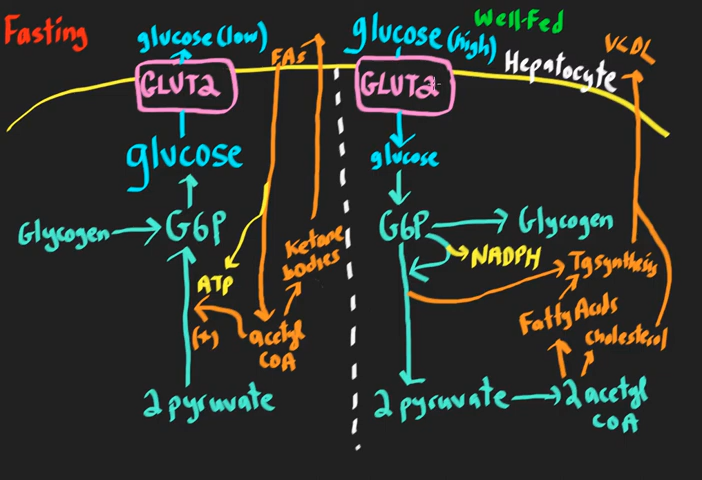 Fasting
glucose (low)
FAs
GLUT2
glucose
Glycogen
G6P
ATP
Ketone
bodies
(+)
acetyl
COA
2 pyruvate
Well-Fed
glucose (high)
Hepatocyte
VLDL
GLUT2
glucose
G6P
Glycogen
NADPH
Tg synthesis
Fatty Acids
Cholesterol
2 pyruvate
2 acetyl
COA